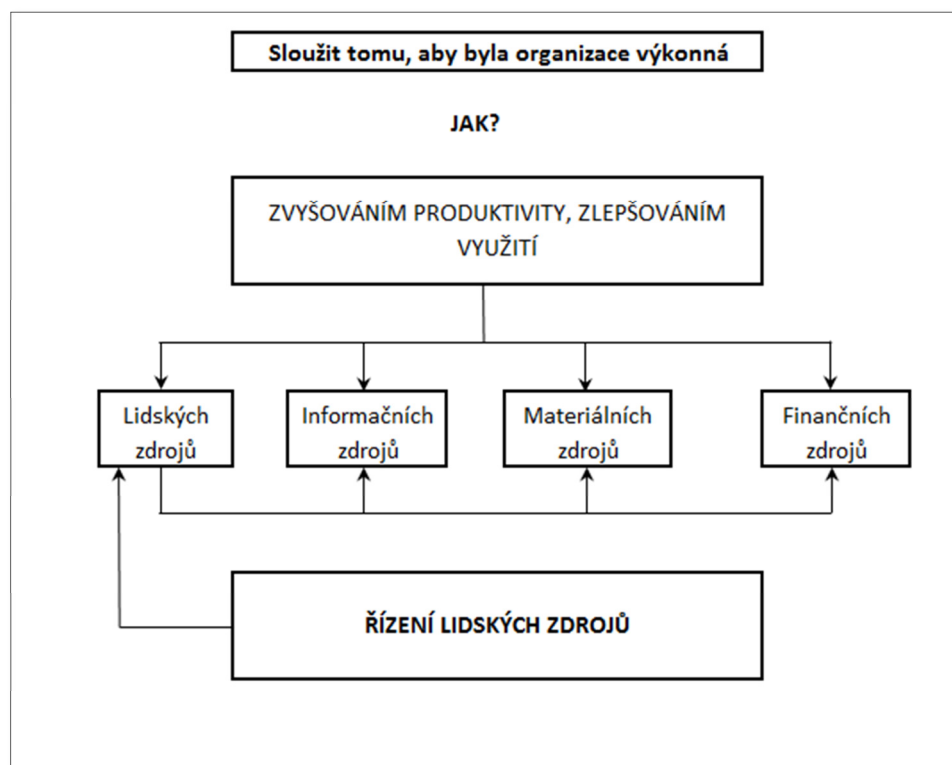 Sloužit tomu, aby byla organizace výkonná
JAK?
ZVYŠOVÁNÍM PRODUKTIVITY, ZLEPŠOVÁNÍM
VYUŽITÍ
Lidských
zdrojů
Informačních
zdrojů
Materiálních
zdrojů
Finančních
zdrojů
ŘÍZENÍ LIDSKÝCH ZDROJŮ